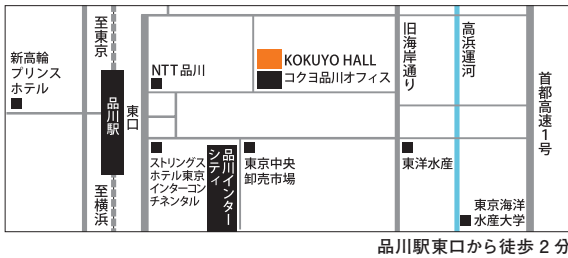 新高輪
プリンス
ホテル
至東京
品川駅
至横浜
東口
NTT品川
KOKUYO HALL
コクヨ品川オフィス
旧海岸通り
高浜運河
首都高速1号
ストリングス
ホテル東京
インターコン
チネンタル
品川インター
シティ
東京中央
卸売市場
東洋水産
東京海洋
水産大学
品川駅東口から徒歩2分